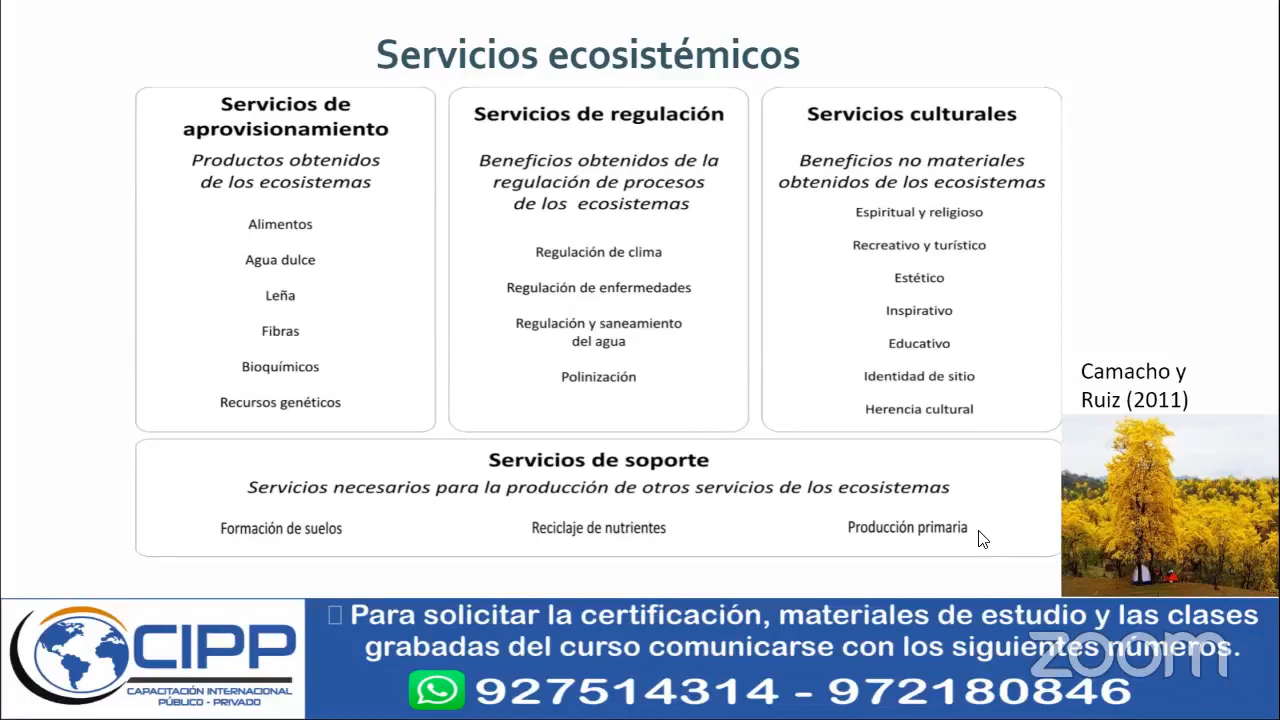 Servicios ecosistémicos
Servicios de
aprovisionamiento
Productos obtenidos
de los ecosistemas
Alimentos
Agua dulce
Leña
Fibras
Bioquímicos
Recursos genéticos
Servicios de regulación
Beneficios obtenidos de la
regulación de procesos
de los ecosistemas
Regulación de clima
Regulación de enfermedades
Regulación y saneamiento
del agua
Polinización
Servicios culturales
Beneficios no materiales
obtenidos de los ecosistemas
Espiritual y religioso
Recreativo y turístico
Estético
Inspirativo
Educativo
Identidad de sitio
Herencia cultural
Servicios de soporte
Servicios necesarios para la producción de otros servicios de los ecosistemas
Formación de suelos
Reciclaje de nutrientes
Producción primaria
Camacho y
Ruiz (2011)
CIPP
CAPACITACIÓN INTERNACIONAL
PÚBLICO - PRIVADO
Para solicitar la certificación, materiales de estudio y las clases
grabadas del curso comunicarse con los siguientes números.
927514314 - 972180846
zoom